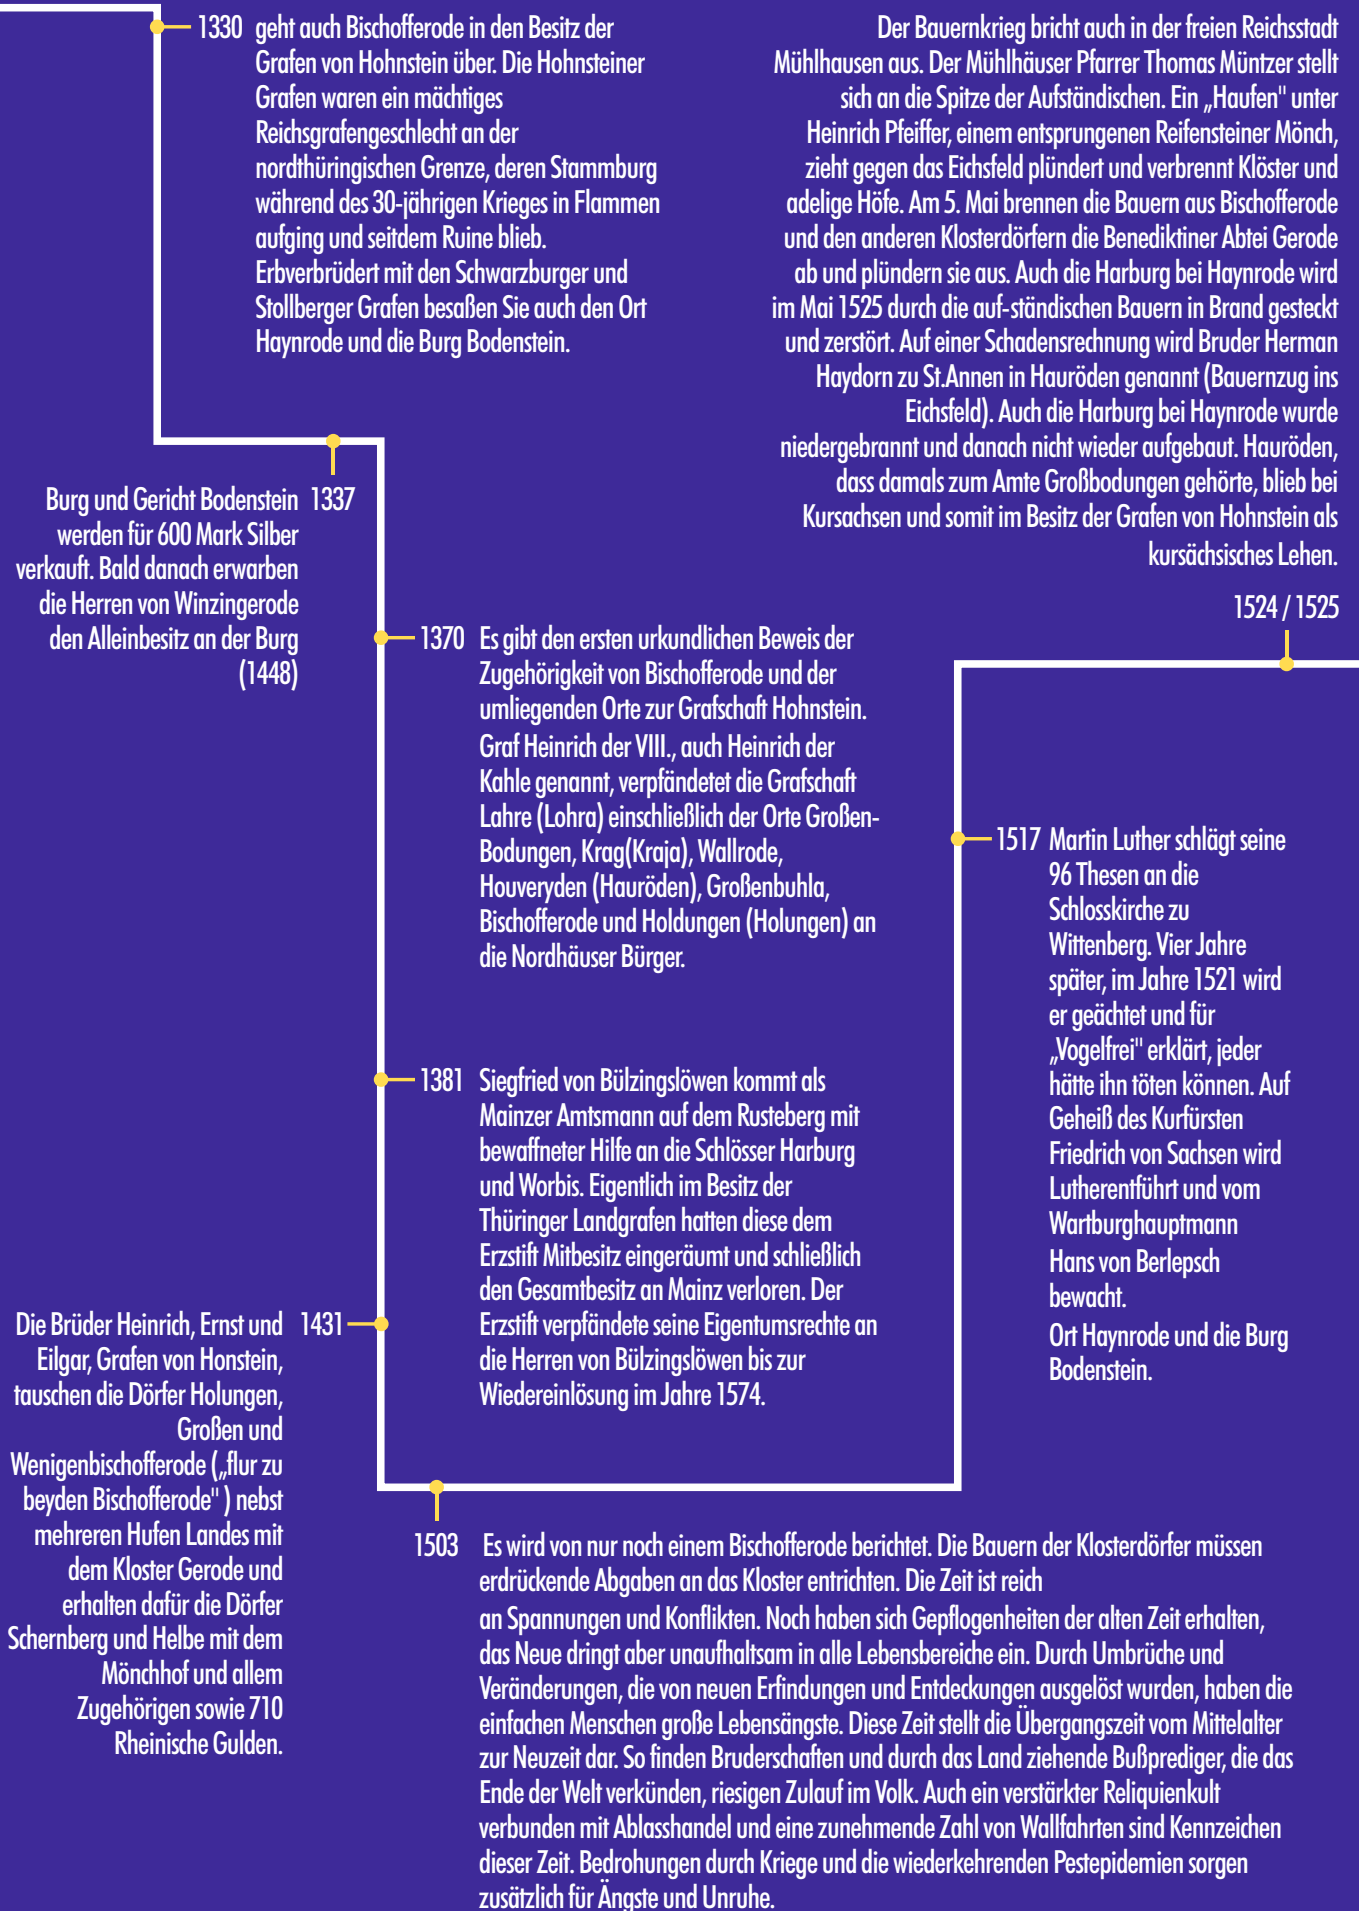 1330 geht auch Bischofferode in den Besitz der
Grafen von Hohnstein über. Die Hohnsteiner
Grafen waren ein mächtiges
Reichsgrafengeschlecht an der
nordthüringischen Grenze, deren Stammburg
während des 30-jährigen Krieges in Flammen
aufging und seitdem Ruine blieb.
Erbverbrüdert mit den Schwarzburger und
Stollberger Grafen besaßen Sie auch den Ort
Haynrode und die Burg Bodenstein.
Burg und Gericht Bodenstein 1337
werden für 600 Mark Silber
verkauft. Bald danach erwarben
die Herren von Winzingerode
den Alleinbesitz an der Burg
(1448)
1370 Es gibt den ersten urkundlichen Beweis der
Zugehörigkeit von Bischofferode und der
umliegenden Orte zur Grafschaft Hohnstein.
Graf Heinrich der VIII., auch Heinrich der
Kahle genannt, verpfändetet die Grafschaft
Lahre (Lohra) einschließlich der Orte Großen-
Bodungen, Krag(Kraja), Wallrode,
Houveryden (Hauröden), Großenbuhla,
Bischofferode und Holdungen (Holungen) an
die Nordhäuser Bürger.
1381 Siegfried von Bülzingslöwen kommt als
Mainzer Amtsmann auf dem Rusteberg mit
bewaffneter Hilfe an die Schlösser Harburg
und Worbis. Eigentlich im Besitz der
Thüringer Landgrafen hatten diese dem
Erzstift Mitbesitz eingeräumt und schließlich
den Gesamtbesitz an Mainz verloren. Der
Erzstift verpfändete seine Eigentumsrechte an
die Herren von Bülzingslöwen bis zur
Wiedereinlösung im Jahre 1574.
Die Brüder Heinrich, Ernst und 1431
Eilgar, Grafen von Honstein,
tauschen die Dörfer Holungen,
Großen und
Wenigenbischofferode („flur zu
beyden Bischofferode" ) nebst
mehreren Hufen Landes mit
dem Kloster Gerode und
erhalten dafür die Dörfer
Schernberg und Helbe mit dem
Mönchhof und allem
Zugehörigen sowie 710
Rheinische Gulden.
1503 Es wird von nur noch einem Bischofferode berichtet. Die Bauern der Klosterdörfer müssen
erdrückende Abgaben an das Kloster entrichten. Die Zeit ist reich
an Spannungen und Konflikten. Noch haben sich Gepflogenheiten der alten Zeit erhalten,
das Neue dringt aber unaufhaltsam in alle Lebensbereiche ein. Durch Umbrüche und
Veränderungen, die von neuen Erfindungen und Entdeckungen ausgelöst wurden, haben die
einfachen Menschen große Lebensängste. Diese Zeit stellt die Übergangszeit vom Mittelalter
zur Neuzeit dar. So finden Bruderschaften und durch das Land ziehende Bußprediger, die das
Ende der Welt verkünden, riesigen Zulauf im Volk. Auch ein verstärkter Reliquienkult
verbunden mit Ablasshandel und eine zunehmende Zahl von Wallfahrten sind Kennzeichen
dieser Zeit. Bedrohungen durch Kriege und die wiederkehrenden Pestepidemien sorgen
zusätzlich für Ängste und Unruhe.
1517 Martin Luther schlägt seine
96 Thesen an die
Schlosskirche zu
Wittenberg. Vier Jahre
später, im Jahre 1521 wird
er geächtet und für
„Vogelfrei" erklärt, jeder
hätte ihn töten können. Auf
Geheiß des Kurfürsten
Friedrich von Sachsen wird
Lutherentführt und vom
Wartburghauptmann
Hans von Berlepsch
bewacht.
Ort Haynrode und die Burg
Bodenstein.
Der Bauernkrieg bricht auch in der freien Reichsstadt
Mühlhausen aus. Der Mühlhäuser Pfarrer Thomas Müntzer stellt
sich an die Spitze der Aufständischen. Ein „Haufen" unter
Heinrich Pfeiffer, einem entsprungenen Reifensteiner Mönch,
zieht gegen das Eichsfeld plündert und verbrennt Klöster und
adelige Höfe. Am 5. Mai brennen die Bauern aus Bischofferode
und den anderen Klosterdörfern die Benediktiner Abtei Gerode
ab und plündern sie aus. Auch die Harburg bei Haynrode wird
im Mai 1525 durch die auf-ständischen Bauern in Brand gesteckt
und zerstört. Auf einer Schadensrechnung wird Bruder Herman
Haydorn zu St.Annen in Hauröden genannt (Bauernzug ins
Eichsfeld). Auch die Harburg bei Haynrode wurde
niedergebrannt und danach nicht wieder aufgebaut. Hauröden,
dass damals zum Amte Großbodungen gehörte, blieb bei
Kursachsen und somit im Besitz der Grafen von Hohnstein als
kursächsisches Lehen.
1524 / 1525